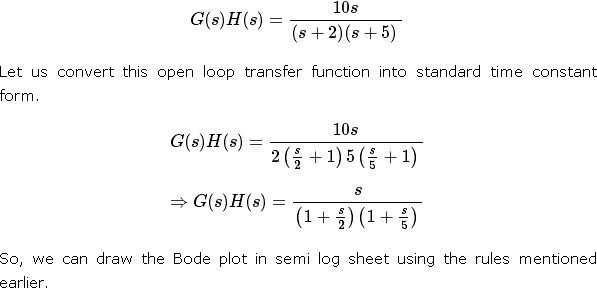 G(s)H(s) = \frac{10s}{(s+2)(s+5)}
Let us convert this open loop transfer function into standard time constant
form.
G(s)H(s) = \frac{10s}{2\left(\frac{s}{2}+1\right)5\left(\frac{s}{5}+1\right)}
\Rightarrow G(s)H(s) = \frac{s}{\left(1+\frac{s}{2}\right)\left(1+\frac{s}{5}\right)}
So, we can draw the Bode plot in semi log sheet using the rules mentioned
earlier.